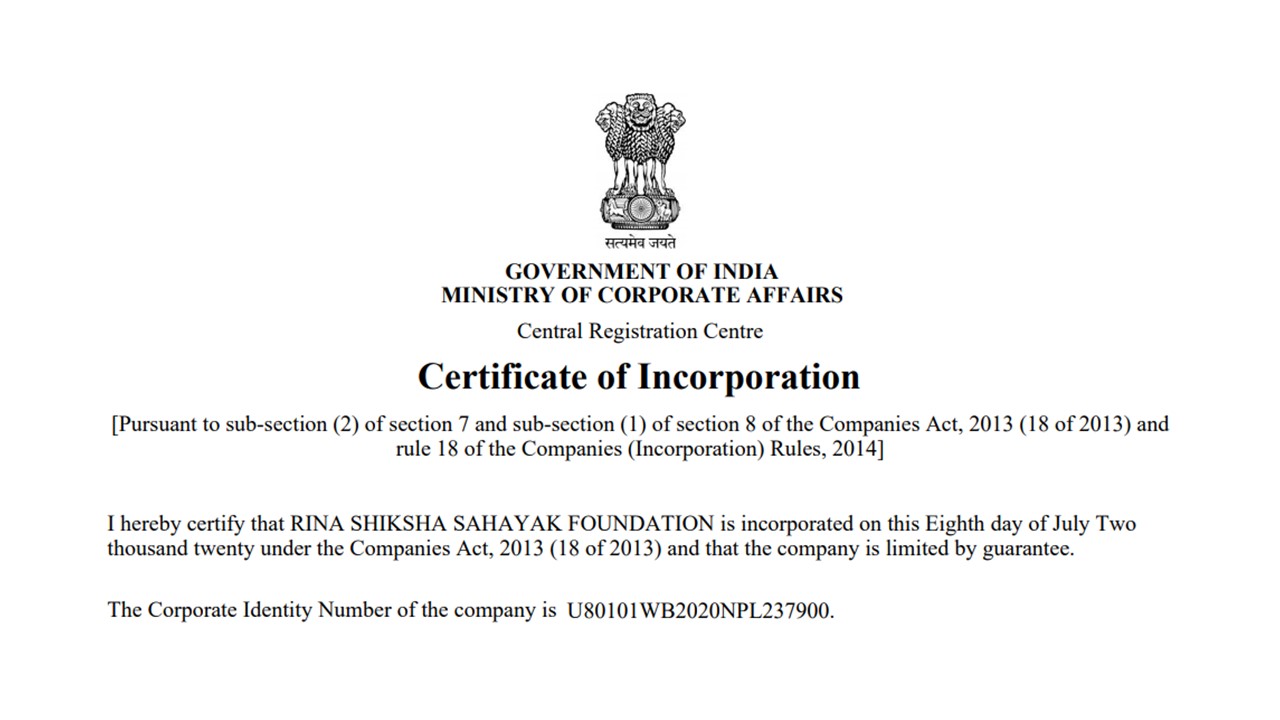 सत्यमेव जयते
GOVERNMENT OF INDIA
MINISTRY OF CORPORATE AFFAIRS
Central Registration Centre
Certificate of Incorporation
[Pursuant to sub-section (2) of section 7 and sub-section (1) of section 8 of the Companies Act, 2013 (18 of 2013) and
rule 18 of the Companies (Incorporation) Rules, 2014]
I hereby certify that RINA SHIKSHA SAHAYAK FOUNDATION is incorporated on this Eighth day of July Two
thousand twenty under the Companies Act, 2013 (18 of 2013) and that the company is limited by guarantee.
The Corporate Identity Number of the company is U80101WB2020NPL237900.